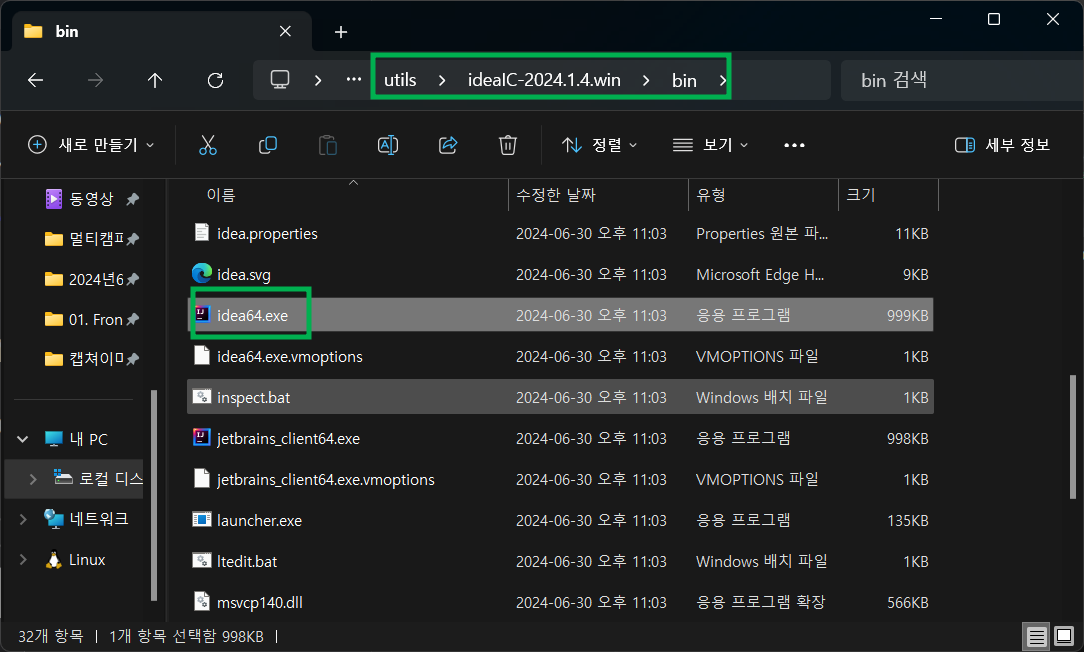 bin
utils > ideaIC-2024.1.4.win > bin >
bin 검색
새로 만들기
정렬
보기
세부 정보
동영상
멀티캠프
2024년6
01. Fron
캡쳐이미
내 PC
로컬 디스
네트워크
Linux
이름 수정한 날짜 유형 크기
idea.properties 2024-06-30 오후 11:03 Properties 원본 파... 11KB
idea.svg 2024-06-30 오후 11:03 Microsoft Edge H... 9KB
idea64.exe 2024-06-30 오후 11:03 응용 프로그램 999KB
idea64.exe.vmoptions 2024-06-30 오후 11:03 VMOPTIONS 파일 1KB
inspect.bat 2024-06-30 오후 11:03 Windows 배치 파일 1KB
jetbrains_client64.exe 2024-06-30 오후 11:03 응용 프로그램 998KB
jetbrains_client64.exe.vmoptions 2024-06-30 오후 11:03 VMOPTIONS 파일 1KB
launcher.exe 2024-06-30 오후 11:03 응용 프로그램 135KB
ltedit.bat 2024-06-30 오후 11:03 Windows 배치 파일 1KB
msvcp140.dll 2024-06-30 오후 11:03 응용 프로그램 확장 566KB
32개 항목 | 1개 항목 선택함 998KB |